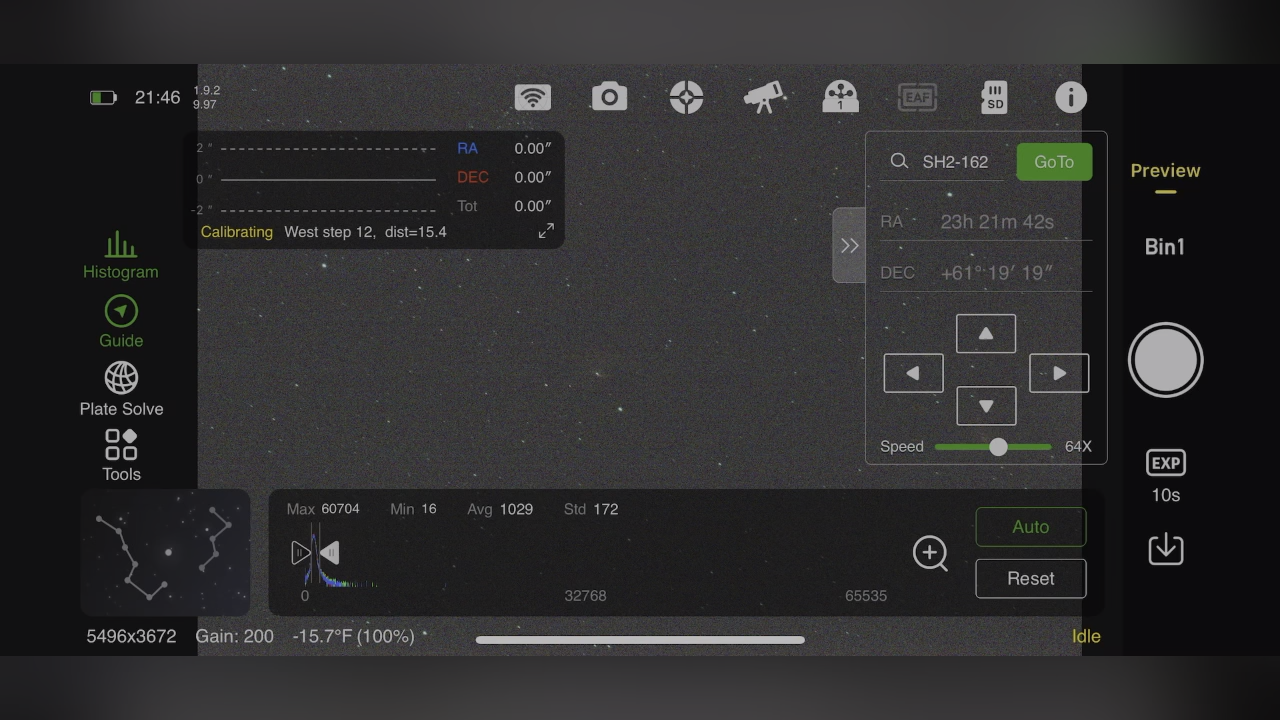 21:46
1.9.2
9.97
1
EAF
SD
i
2 "
RA 0.00″
0 "
DEC 0.00″
-2 "
Tot 0.00″
Calibrating West step 12, dist=15.4
SH2-162
GoTo
RA 23h 21m 42s
DEC +61° 19′ 19″
Speed 64X
Preview
Bin1
EXP
10s
Histogram
Guide
Plate Solve
Tools
Max 60704 Min 16 Avg 1029 Std 172
0 32768 65535
Auto
Reset
5496x3672 Gain: 200 -15.7°F (100%)
Idle